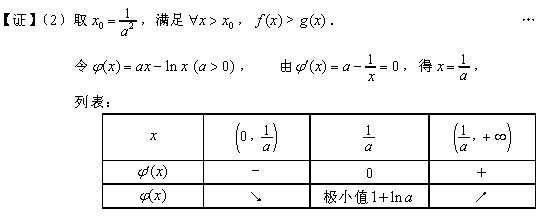 【证】(2) 取 x₀ = 1/a², 满足 ∀x > x₀, f(x) > g(x). …
令 φ(x) = ax − ln x (a > 0), 由 φ′(x) = a − 1/x = 0, 得 x = 1/a,
列表:
x (0, 1/a) 1/a (1/a, +∞)
φ′(x) − 0 +
φ(x) ↘ 极小值 1 + ln a ↗